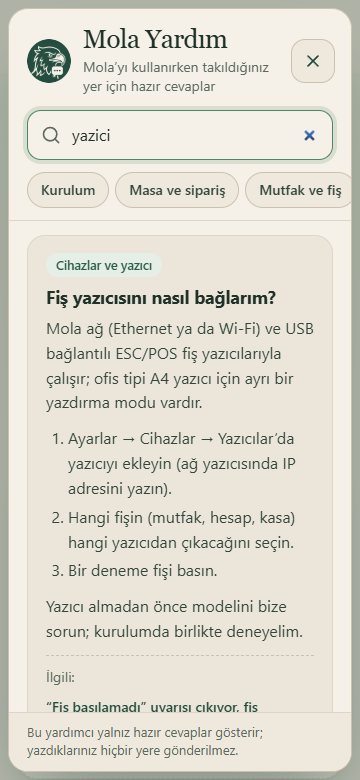 Mola Yardım
Mola'yı kullanırken takıldığınız
yer için hazır cevaplar
yazici
Kurulum
Masa ve sipariş
Mutfak ve fiş
Cihazlar ve yazıcı
Fiş yazıcısını nasıl bağlarım?
Mola ağ (Ethernet ya da Wi-Fi) ve USB
bağlantılı ESC/POS fiş yazıcılarıyla
çalışır; ofis tipi A4 yazıcı için ayrı bir
yazdırma modu vardır.
1. Ayarlar → Cihazlar → Yazıcılar'da
yazıcıyı ekleyin (ağ yazıcısında IP
adresini yazın).
2. Hangi fişin (mutfak, hesap, kasa)
hangi yazıcıdan çıkacağını seçin.
3. Bir deneme fişi basın.
Yazıcı almadan önce modelini bize
sorun; kurulumda birlikte deneyelim.
İlgili:
“Fiş basılamadı” uyarısı çıkıyor, fiş
Bu yardımcı yalnız hazır cevaplar gösterir;
yazdıklarınız hiçbir yere gönderilmez.